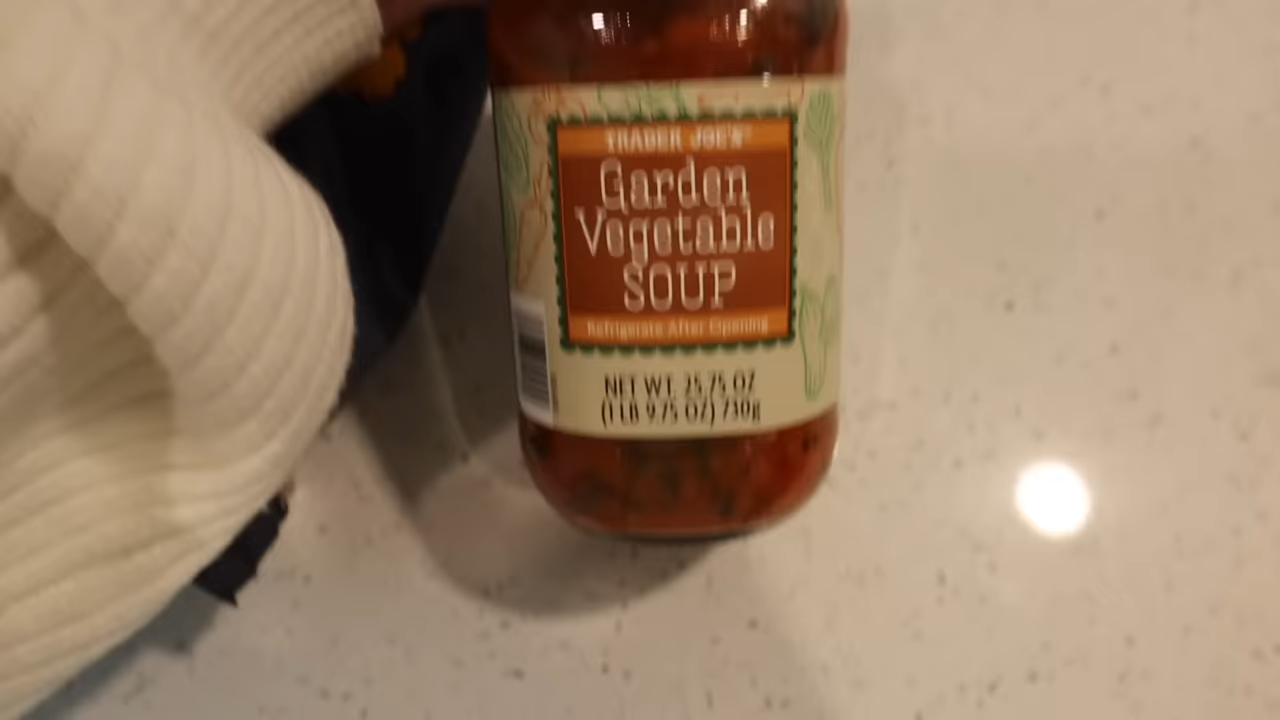 TRADER JOE'S
Garden
Vegetable
SOUP
Refrigerate After Opening
NET WT. 25.75 OZ
(1 LB 9.75 OZ) 730g